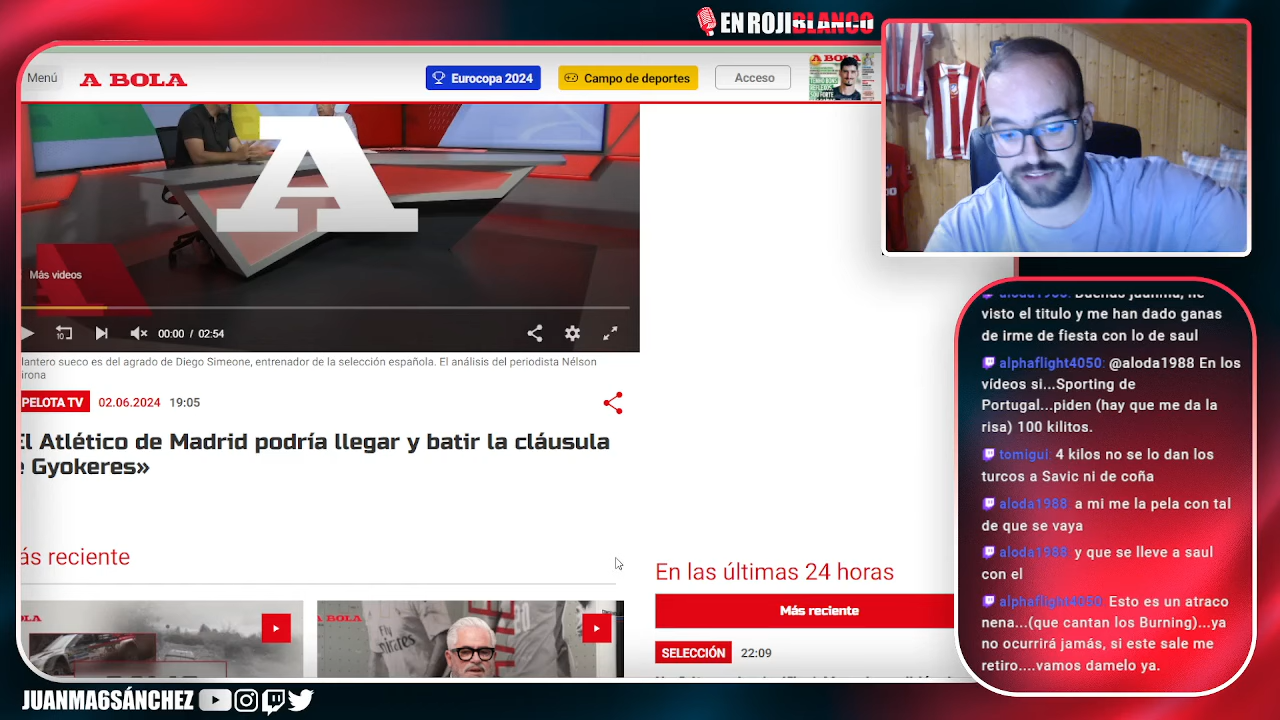 EN ROJIBLANCO
Menú
A BOLA
Eurocopa 2024
Campo de deportes
Acceso
A BOLA
A
Más videos
10
00:00 / 02:54
lantero sueco es del agrado de Diego Simeone, entrenador de la selección española. El análisis del periodista Nélson
irona
PELOTA TV 02.06.2024 19:05
El Atlético de Madrid podría llegar y batir la cláusula
e Gyokeres»
ás reciente
En las últimas 24 horas
Más reciente
SELECCIÓN 22:09
A BOLA
Fly
Emirates
aloda1988: Buenas juanma, he
visto el titulo y me han dado ganas
de irme de fiesta con lo de saul
alphaflight4050: @aloda1988 En los
vídeos si...Sporting de
Portugal...piden (hay que me da la
risa) 100 kilitos.
tomigui: 4 kilos no se lo dan los
turcos a Savic ni de coña
aloda1988: a mi me la pela con tal
de que se vaya
aloda1988: y que se lleve a saul
con el
alphaflight4050: Esto es un atraco
nena...(que cantan los Burning)...ya
no ocurrirá jamás, si este sale me
retiro....vamos damelo ya.
JUANMA6SÁNCHEZ